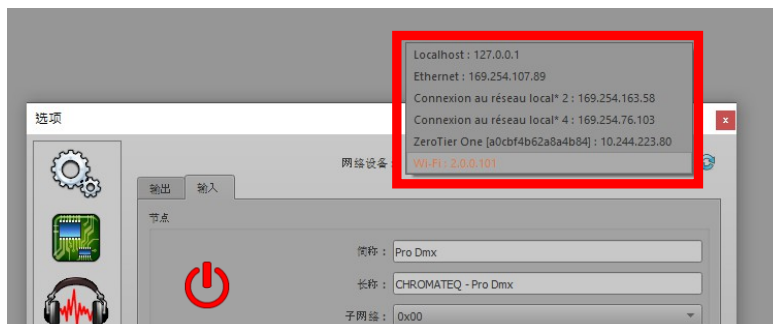 Localhost : 127.0.0.1
Ethernet : 169.254.107.89
Connexion au réseau local* 2 : 169.254.163.58
Connexion au réseau local* 4 : 169.254.76.103
ZeroTier One [a0cbf4b62a8a4b84] : 10.244.223.80
Wi-Fi : 2.0.0.101
选项
x
网络设备 :
输出 输入
节点
简称 : Pro Dmx
长称 : CHROMATEQ - Pro Dmx
子网络 : 0x00